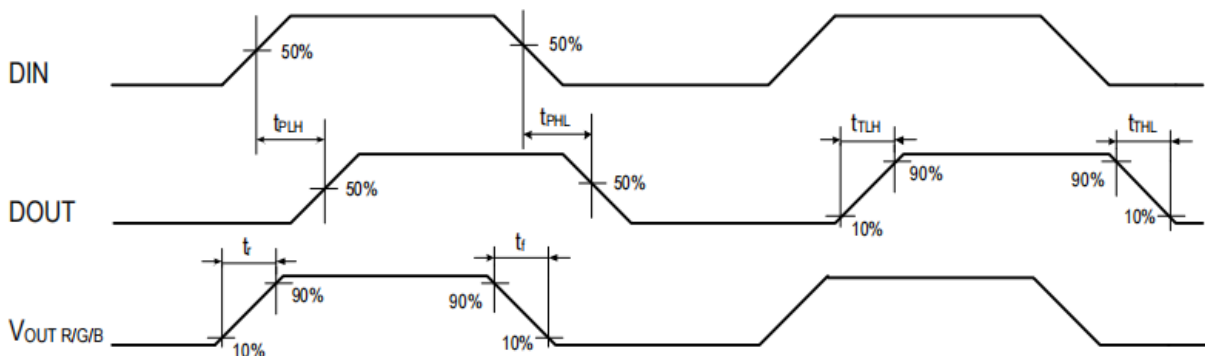 50%
50%
DIN
tPLH
tPHL
tTLH
tTHL
50%
50%
90%
90%
DOUT
10%
10%
tr
tf
90%
90%
VOUT R/G/B
10%
10%